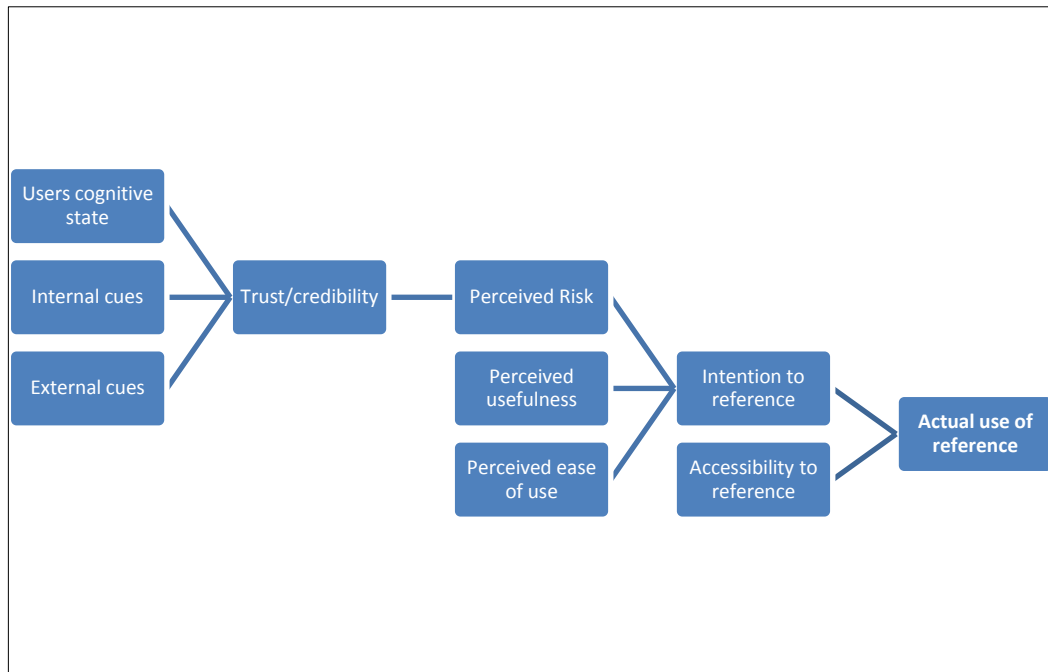 Users cognitive
state
Internal cues
External cues
Trust/credibility
Perceived Risk
Perceived
usefulness
Perceived ease
of use
Intention to
reference
Accessibility to
reference
Actual use of
reference